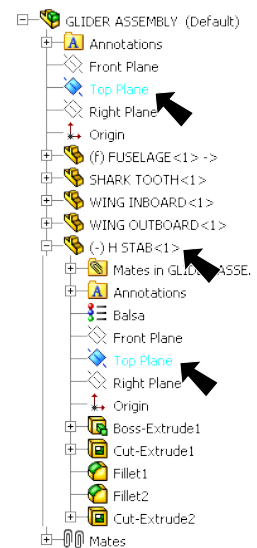 GLIDER ASSEMBLY (Default)
Annotations
Front Plane
Top Plane
Right Plane
Origin
(f) FUSELAGE<1> ->
SHARK TOOTH<1>
WING INBOARD<1>
WING OUTBOARD<1>
(-) H STAB<1>
Mates in GLIDER ASSE.
Annotations
Balsa
Front Plane
Top Plane
Right Plane
Origin
Boss-Extrude1
Cut-Extrude1
Fillet1
Fillet2
Cut-Extrude2
Mates